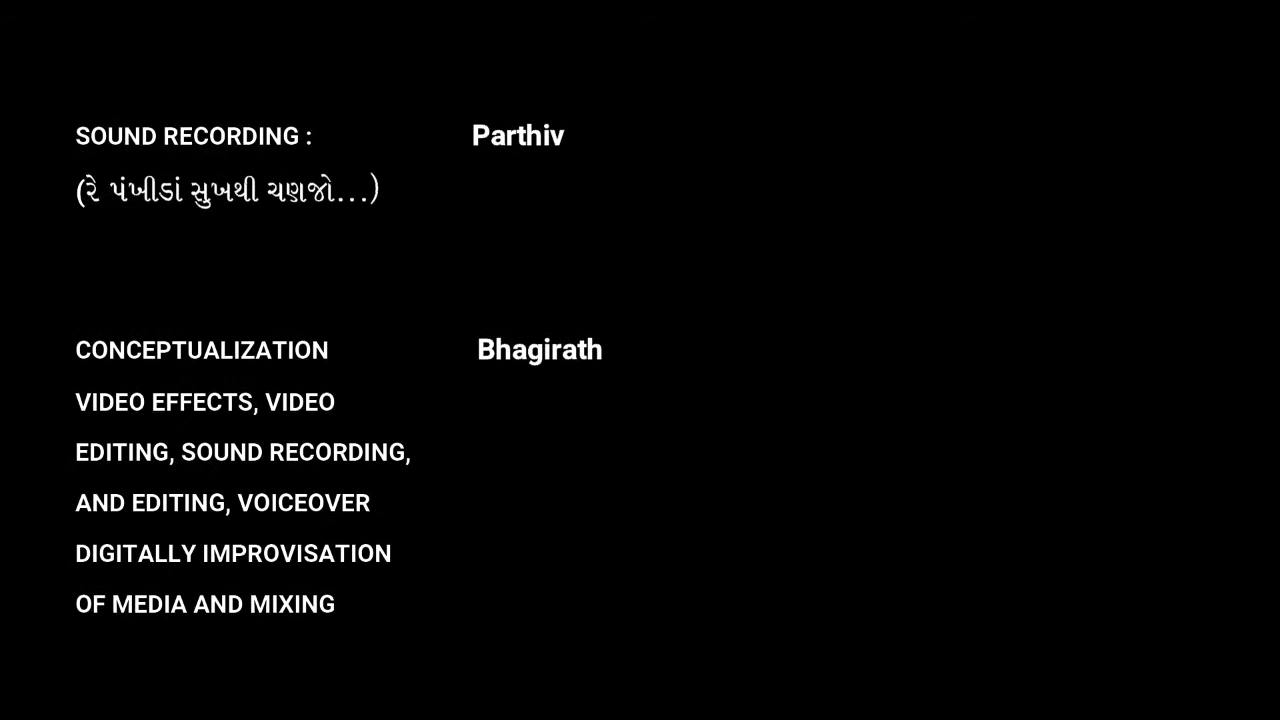 SOUND RECORDING : Parthiv
(રે પંખીડાં સુખથી ચણજો...)
CONCEPTUALIZATION Bhagirath
VIDEO EFFECTS, VIDEO
EDITING, SOUND RECORDING,
AND EDITING, VOICEOVER
DIGITALLY IMPROVISATION
OF MEDIA AND MIXING